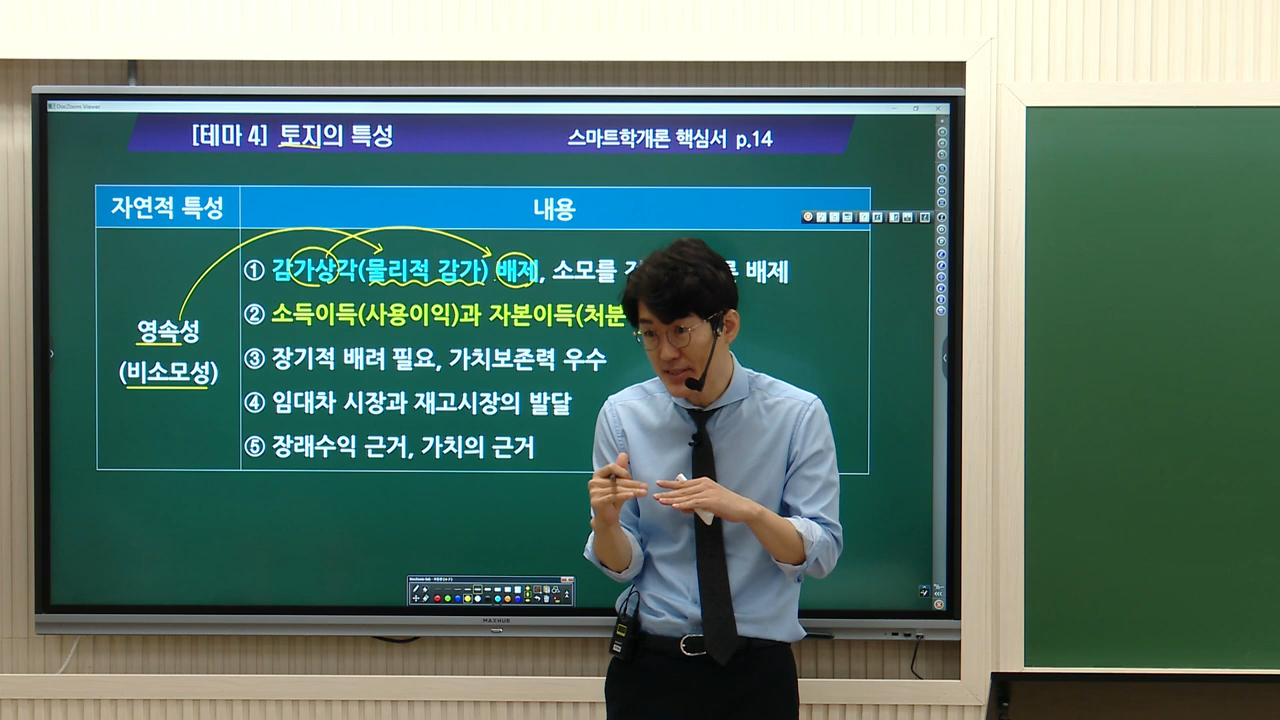 DocZoom Viewer
[테마 4] 토지의 특성
스마트학개론 핵심서 p.14
자연적 특성
내용
영속성
(비소모성)
① 감가상각(물리적 감가) 배제, 소모를 배제
② 소득이득(사용이익)과 자본이득(처분
③ 장기적 배려 필요, 가치보존력 우수
④ 임대차 시장과 재고시장의 발달
⑤ 장래수익 근거, 가치의 근거
MAXHUB